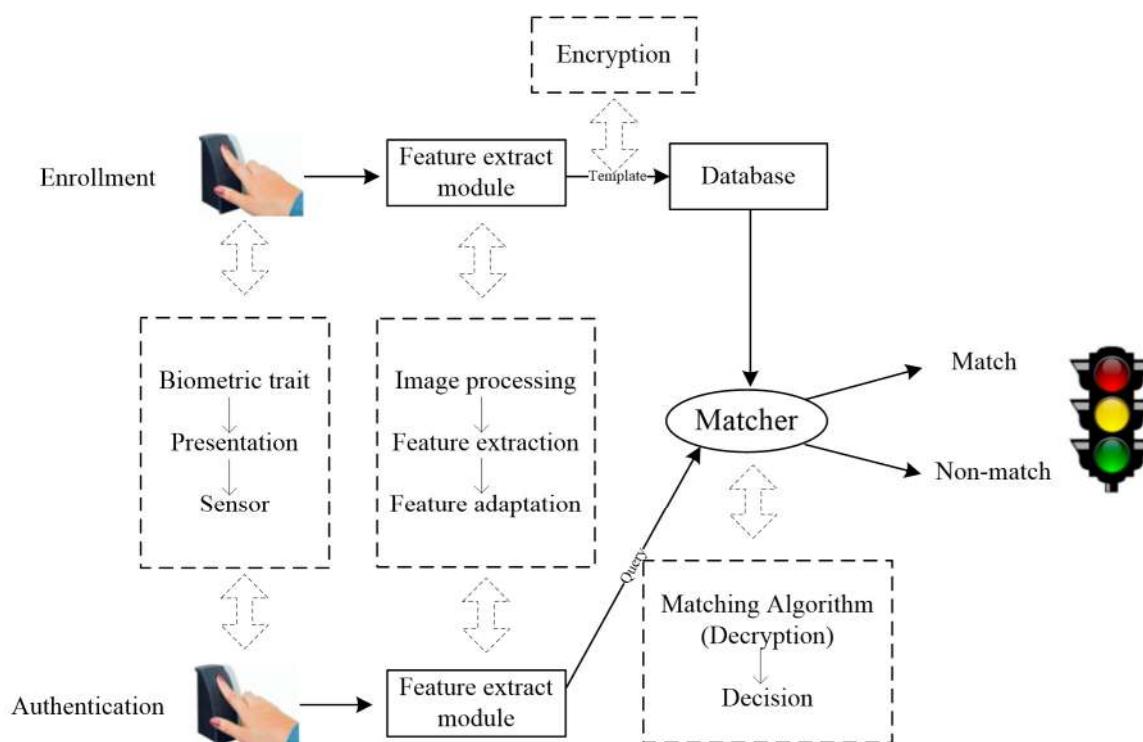 Encryption
Enrollment
Feature extract
module
Template
Database
Biometric trait
Presentation
Sensor
Image processing
Feature extraction
Feature adaptation
Matcher
Match
Non-match
Query
Matching Algorithm
(Decryption)
Decision
Authentication
Feature extract
module